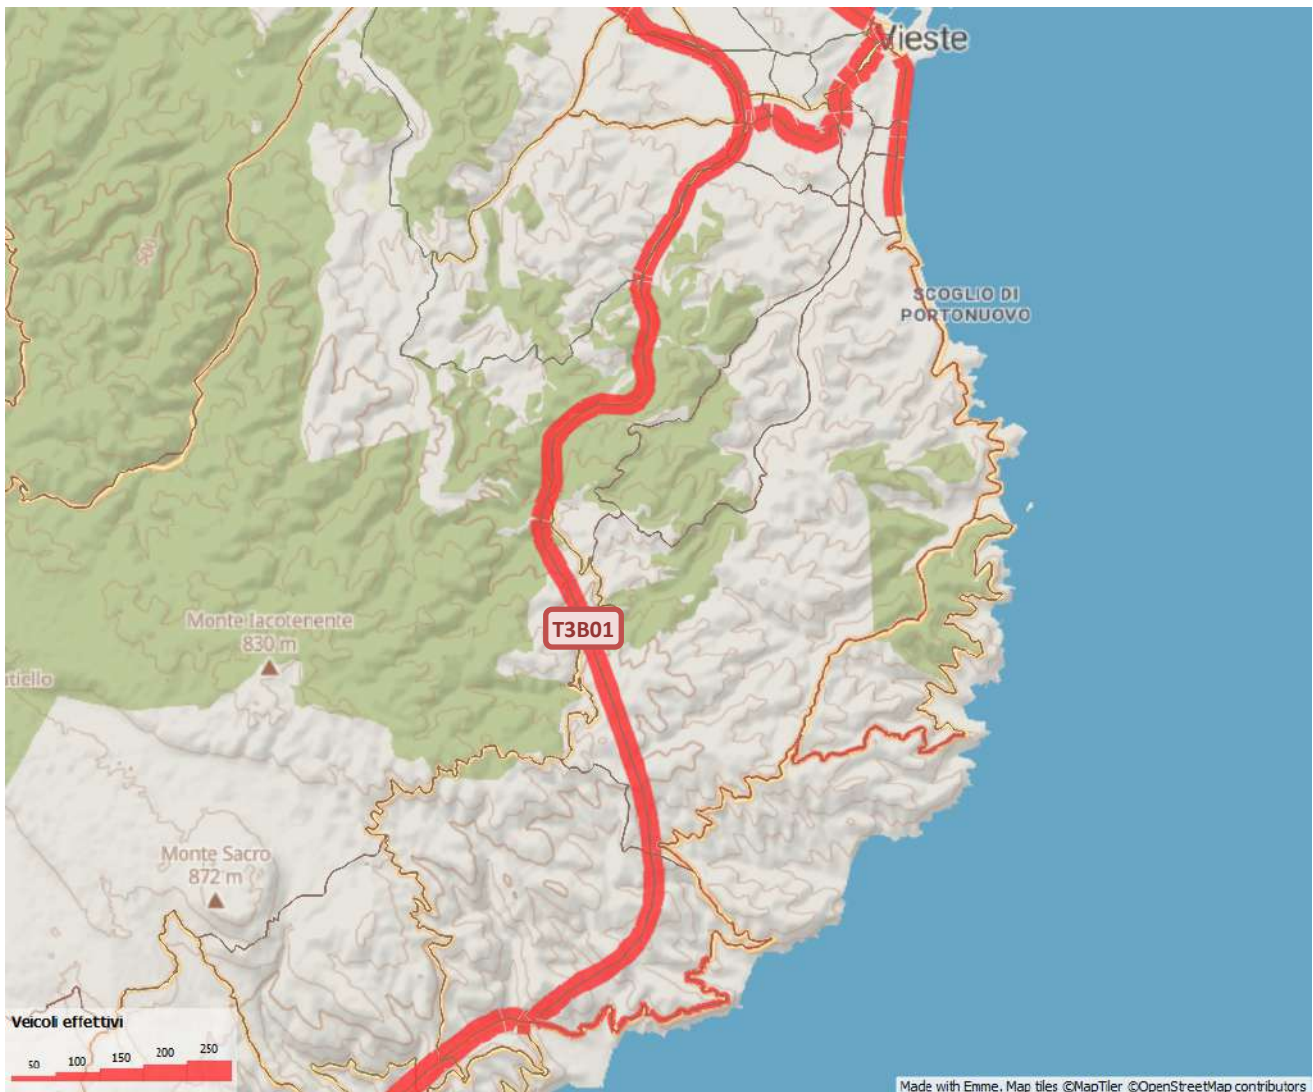 Vieste
SCOGLIO DI
PORTONUOVO
500
T3B01
Monte Iacotenente
830 m
tiello
Monte Sacro
872 m
Veicoli effettivi
50 100 150 200 250
Made with Emme. Map tiles ©MapTiler ©OpenStreetMap contributors